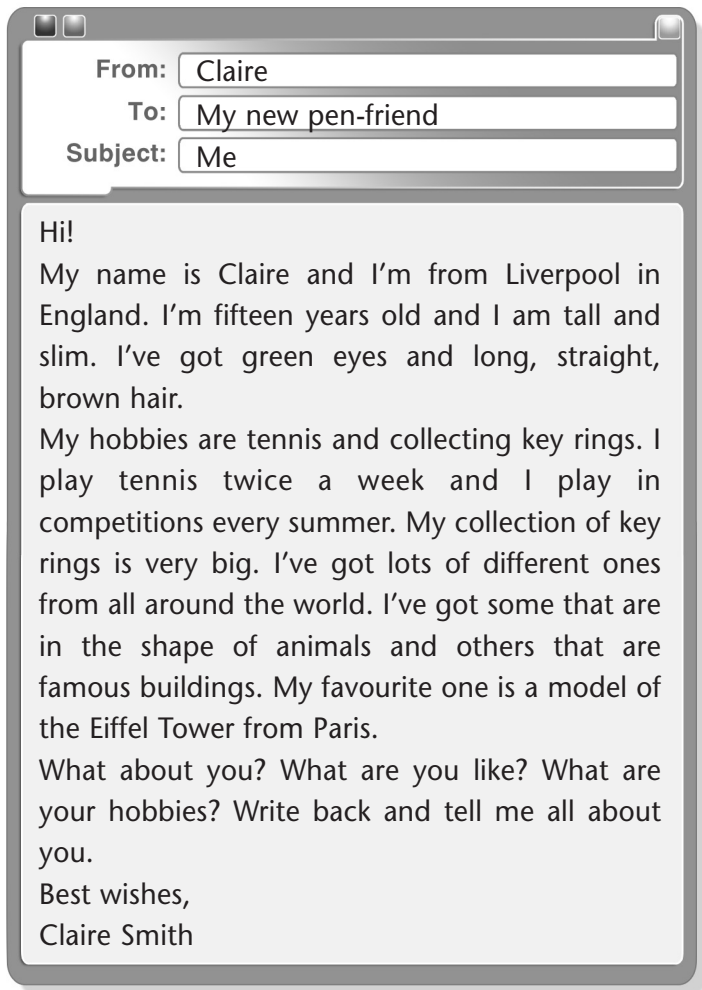 From: Claire
To: My new pen-friend
Subject: Me
Hi!
My name is Claire and I’m from Liverpool in
England. I’m fifteen years old and I am tall and
slim. I’ve got green eyes and long, straight,
brown hair.
My hobbies are tennis and collecting key rings. I
play tennis twice a week and I play in
competitions every summer. My collection of key
rings is very big. I’ve got lots of different ones
from all around the world. I’ve got some that are
in the shape of animals and others that are
famous buildings. My favourite one is a model of
the Eiffel Tower from Paris.
What about you? What are you like? What are
your hobbies? Write back and tell me all about
you.
Best wishes,
Claire Smith